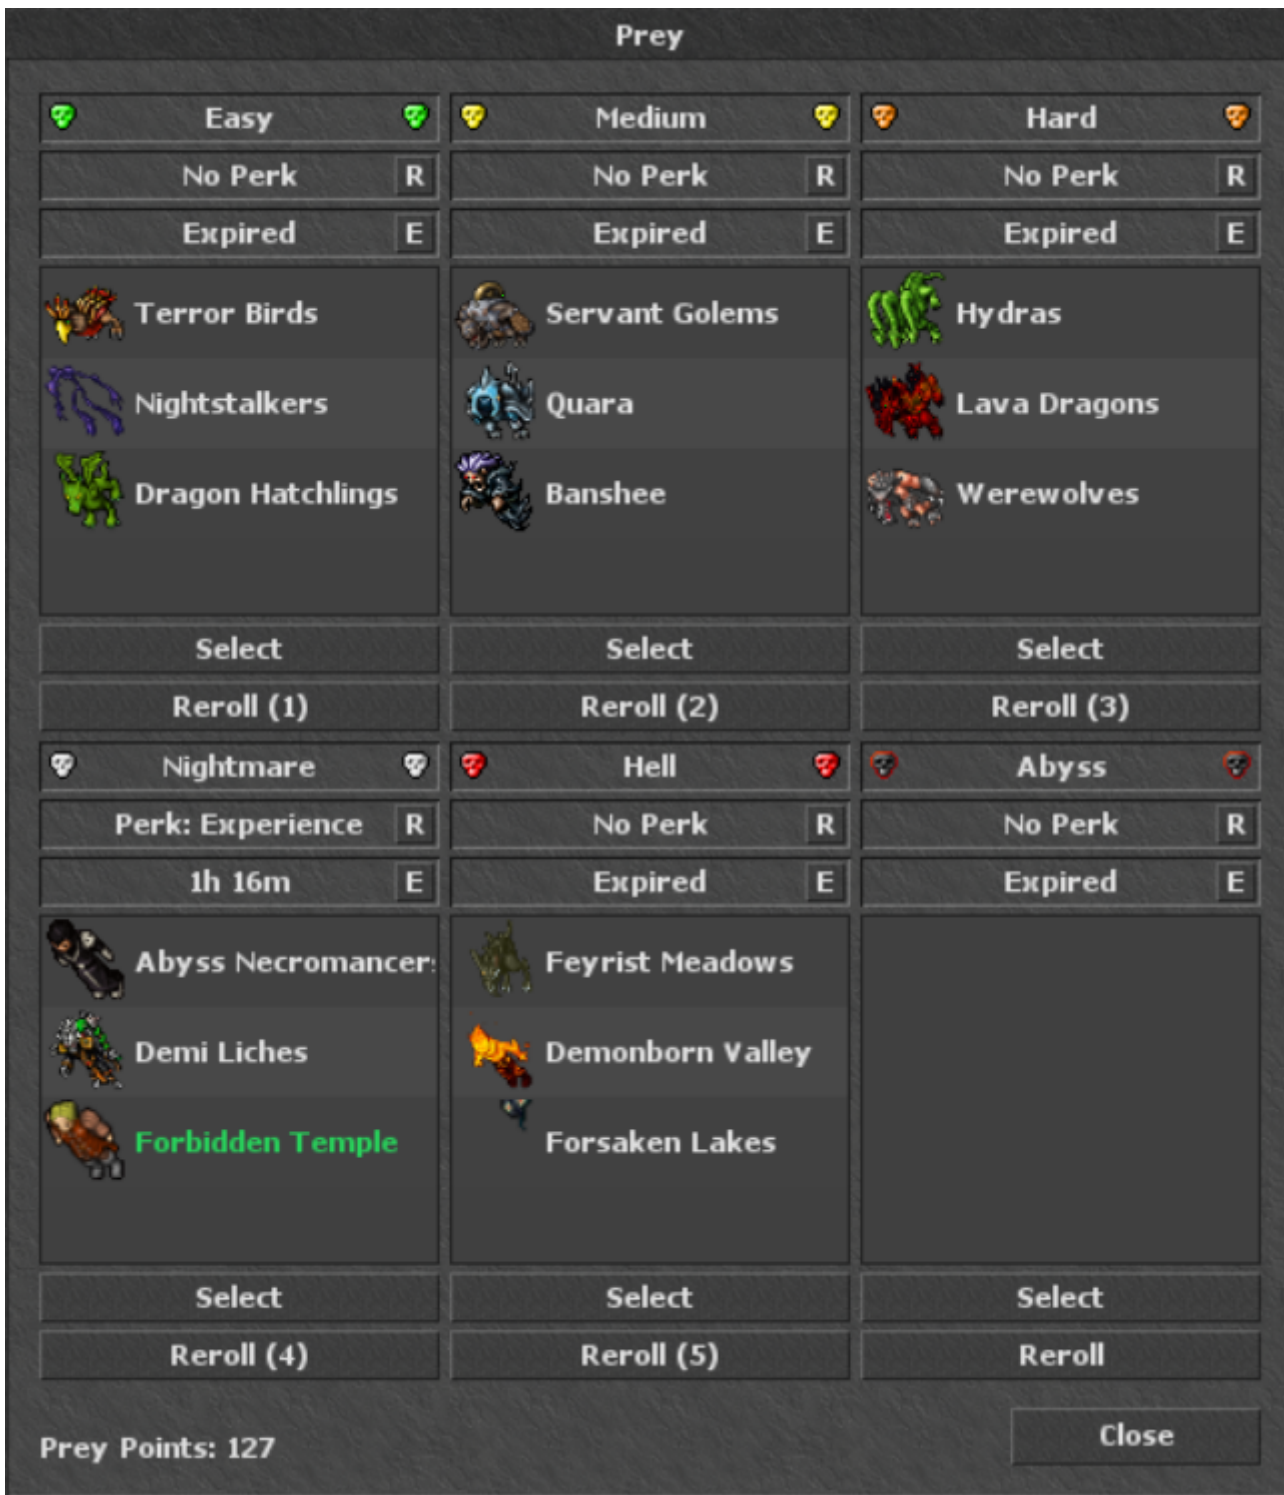 Prey
Easy
No Perk R
Expired E
Terror Birds
Nightstalkers
Dragon Hatchlings
Select
Reroll (1)
Medium
No Perk R
Expired E
Servant Golems
Quara
Banshee
Select
Reroll (2)
Hard
No Perk R
Expired E
Hydras
Lava Dragons
Werewolves
Select
Reroll (3)
Nightmare
Perk: Experience R
1h 16m E
Abyss Necromancers
Demi Liches
Forbidden Temple
Select
Reroll (4)
Hell
No Perk R
Expired E
Feyrist Meadows
Demonborn Valley
Forsaken Lakes
Select
Reroll (5)
Abyss
No Perk R
Expired E
Select
Reroll
Prey Points: 127
Close